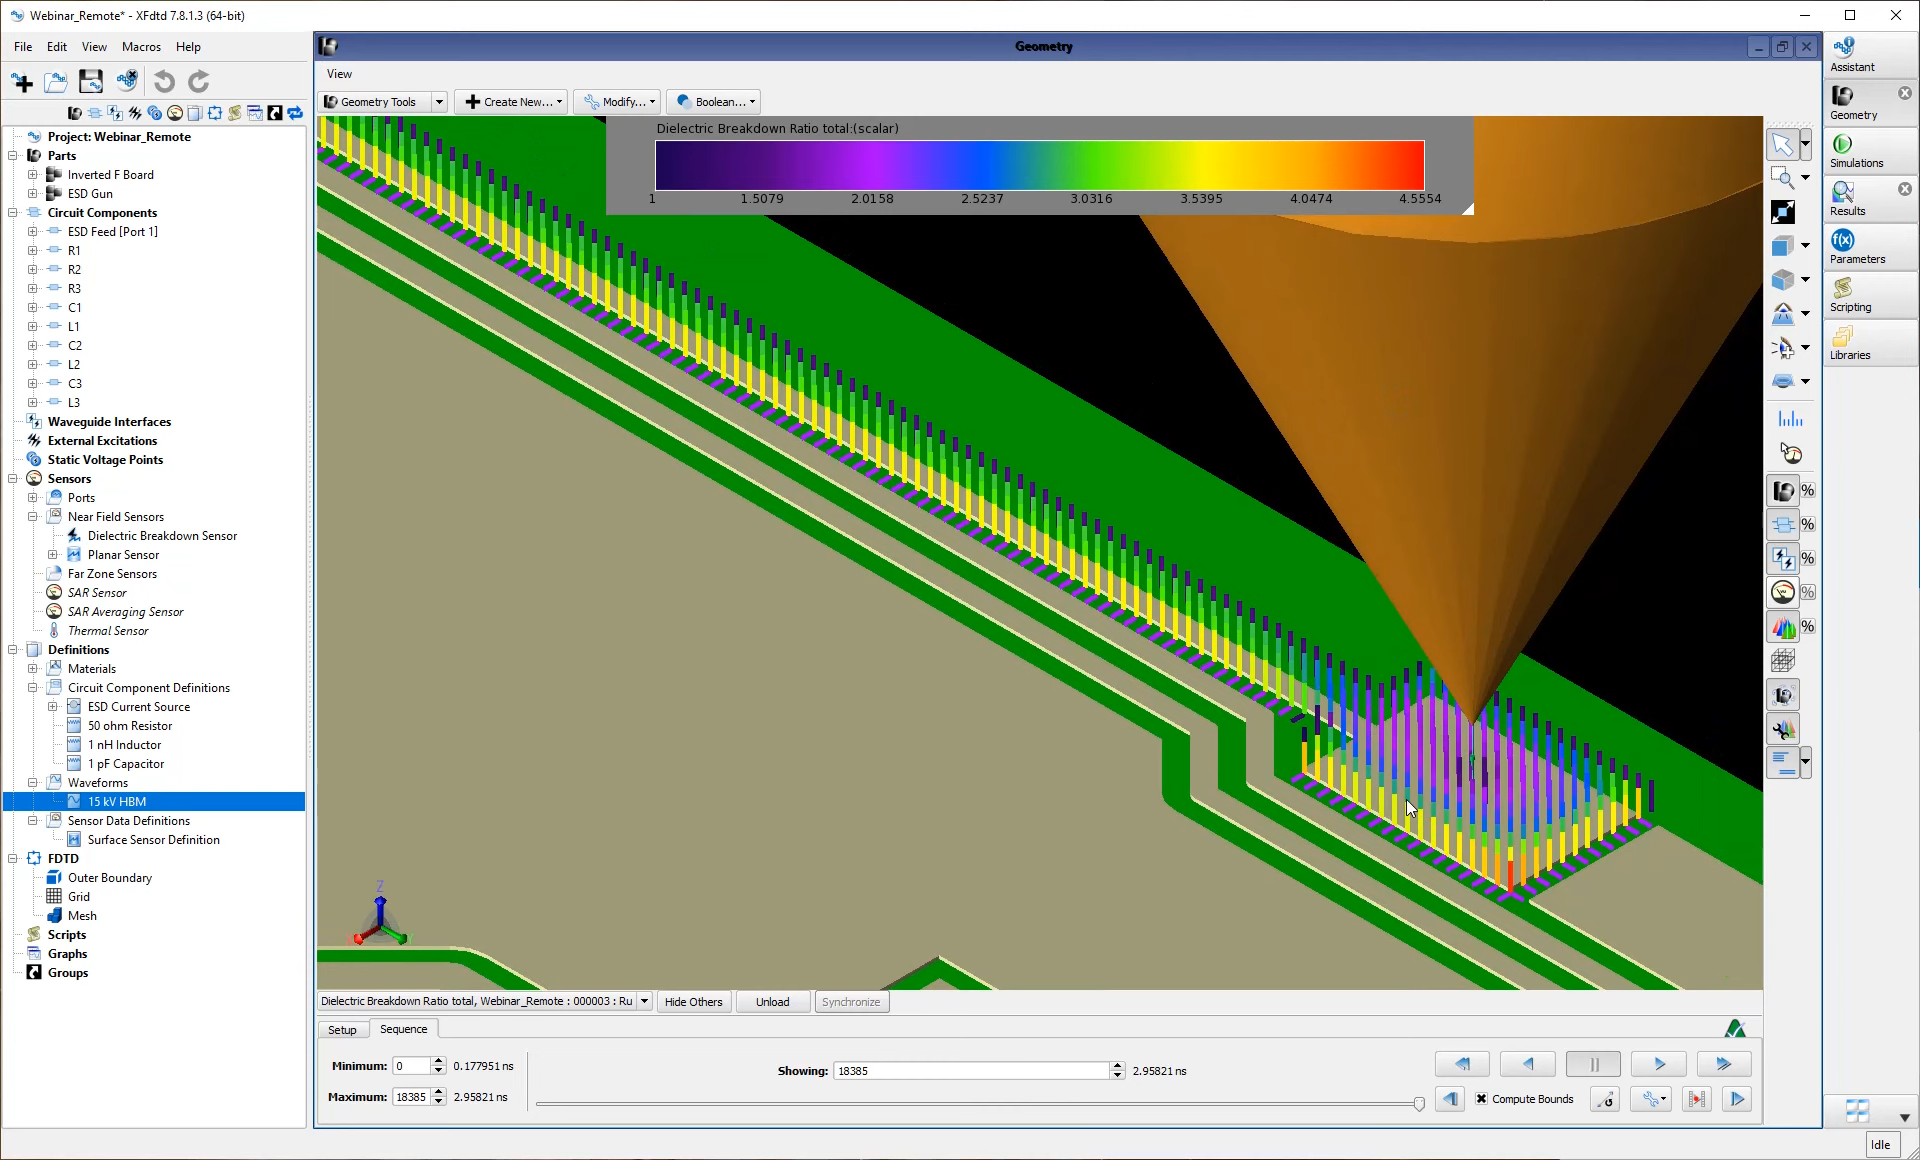 Webinar_Remote* - XFdtd 7.8.1.3 (64-bit)
File Edit View Macros Help
Geometry
View
Geometry Tools
Create New...
Modify...
Boolean...
Project: Webinar_Remote
Parts
Inverted F Board
ESD Gun
Circuit Components
ESD Feed [Port 1]
R1
R2
R3
C1
L1
C2
L2
C3
L3
Waveguide Interfaces
External Excitations
Static Voltage Points
Sensors
Ports
Near Field Sensors
Dielectric Breakdown Sensor
Planar Sensor
Far Zone Sensors
SAR Sensor
SAR Averaging Sensor
Thermal Sensor
Definitions
Materials
Circuit Component Definitions
ESD Current Source
50 ohm Resistor
1 nH Inductor
1 pF Capacitor
Waveforms
15 kV HBM
Sensor Data Definitions
Surface Sensor Definition
FDTD
Outer Boundary
Grid
Mesh
Scripts
Graphs
Groups
Dielectric Breakdown Ratio total:(scalar)
1 1.5079 2.0158 2.5237 3.0316 3.5395 4.0474 4.5554
Z
Dielectric Breakdown Ratio total, Webinar_Remote : 000003 : Ru
Hide Others
Unload
Synchronize
Setup
Sequence
Minimum: 0 0.177951 ns
Maximum: 18385 2.95821 ns
Showing: 18385 2.95821 ns
Compute Bounds
%
%
%
%
%
Assistant
Geometry
Simulations
Results
f(x)
Parameters
Scripting
Libraries
Idle